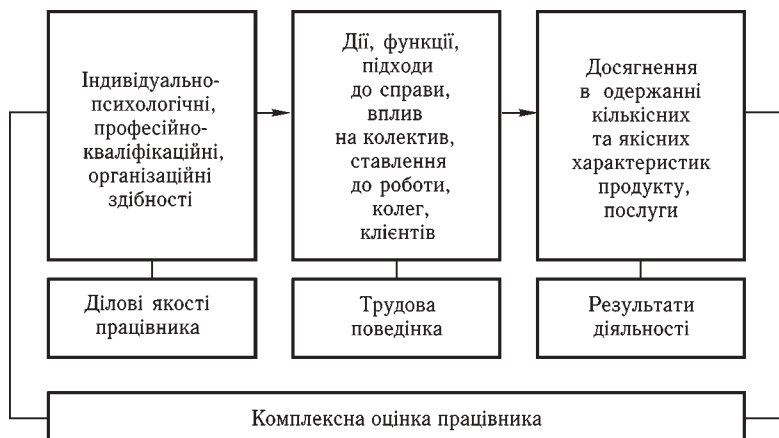 Індивідуально-
психологічні,
професійно-
кваліфікаційні,
організаційні
здібності
Дії, функції,
підходи
до справи,
вплив
на колектив,
ставлення
до роботи,
колег,
клієнтів
Досягнення
в одержанні
кількісних
та якісних
характеристик
продукту,
послуги
Ділові якості
працівника
Трудова
поведінка
Результати
діяльності
Комплексна оцінка працівника